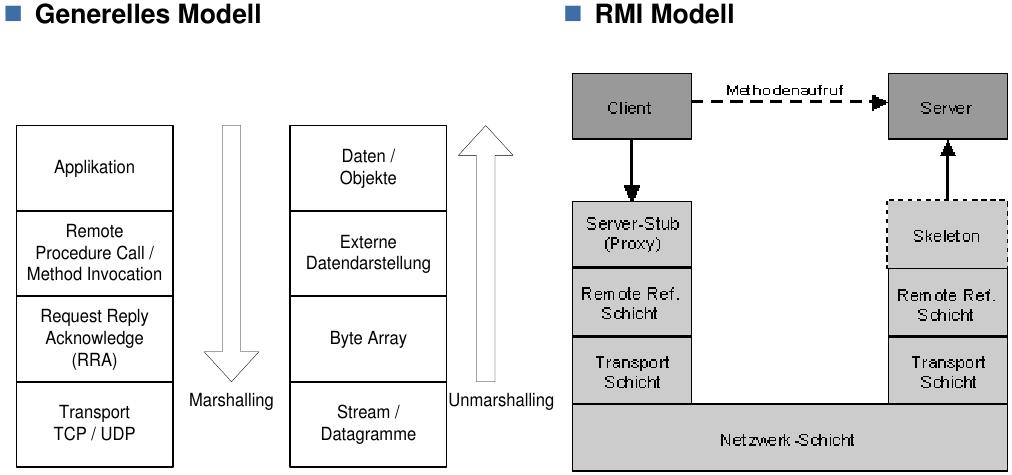 Generelles Modell
Applikation
Remote
Procedure Call /
Method Invocation
Request Reply
Acknowledge
(RRA)
Transport
TCP / UDP
Marshalling
Daten /
Objekte
Externe
Datendarstellung
Byte Array
Stream /
Datagramme
Unmarshalling
RMI Modell
Client
Methodenaufruf
Server
Server-Stub
(Proxy)
Remote Ref.
Schicht
Transport
Schicht
Skeleton
Remote Ref.
Schicht
Transport
Schicht
Netzwerk-Schicht